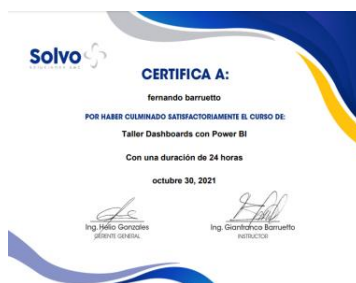 Solvo
CERTIFICA A:
fernando barruetto
POR HABER CULMINADO SATISFACTORIAMENTE EL CURSO DE:
Taller Dashboards con Power BI
Con una duración de 24 horas
octubre 30, 2021
Ing. Helio Gonzales
GERENTE GENERAL
Ing. Gianfranco Barruetto
INSTRUCTOR